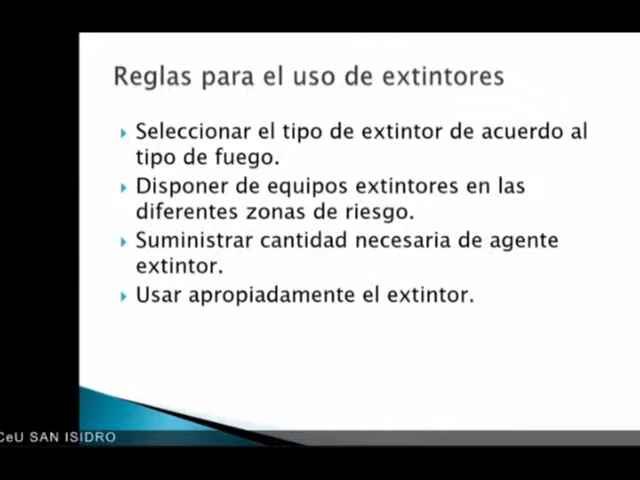 Reglas para el uso de extintores
Seleccionar el tipo de extintor de acuerdo al
tipo de fuego.
Disponer de equipos extintores en las
diferentes zonas de riesgo.
Suministrar cantidad necesaria de agente
extintor.
Usar apropiadamente el extintor.
CeU SAN ISIDRO